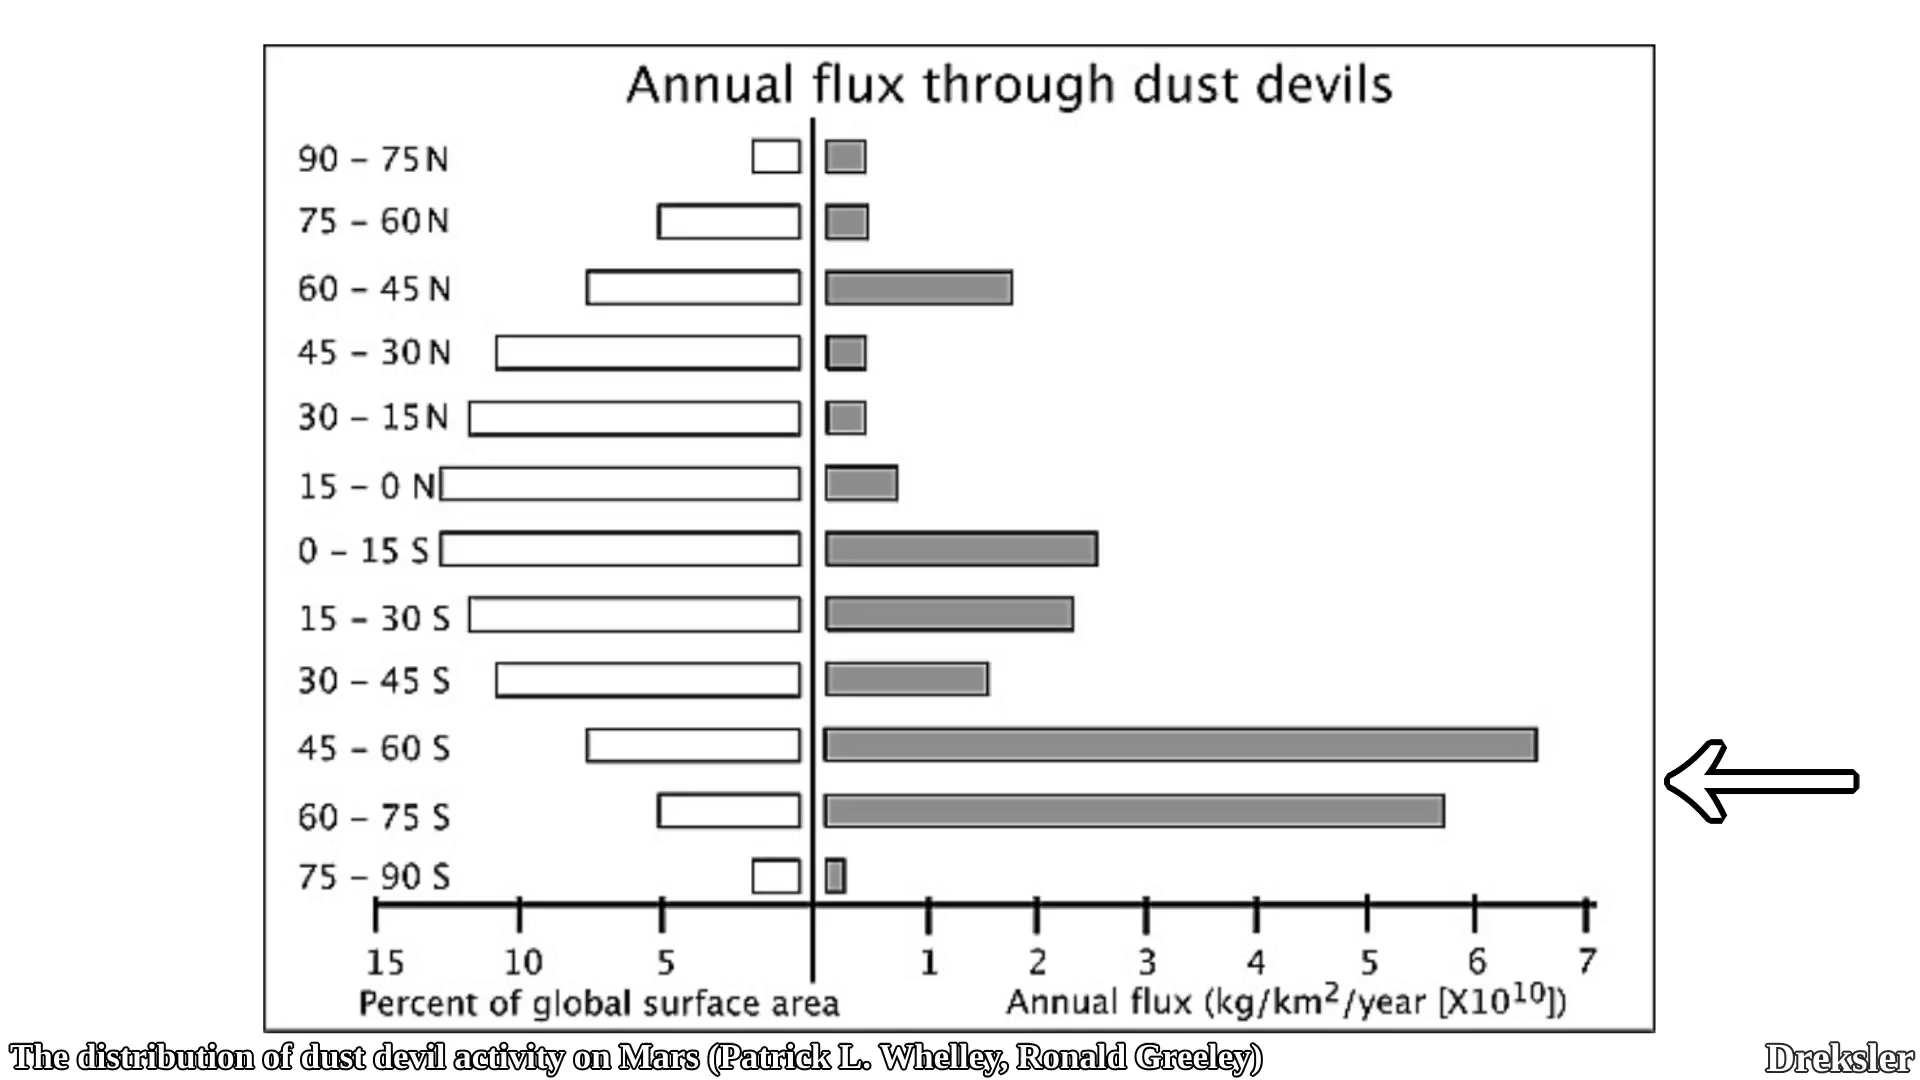 Annual flux through dust devils
90 – 75 N
75 – 60 N
60 – 45 N
45 – 30 N
30 – 15 N
15 – 0 N
0 – 15 S
15 – 30 S
30 – 45 S
45 – 60 S
60 – 75 S
75 – 90 S
15 10 5 1 2 3 4 5 6 7
Percent of global surface area Annual flux (kg/km²/year [X10¹⁰])
The distribution of dust devil activity on Mars (Patrick L. Whelley, Ronald Greeley) Dreksler